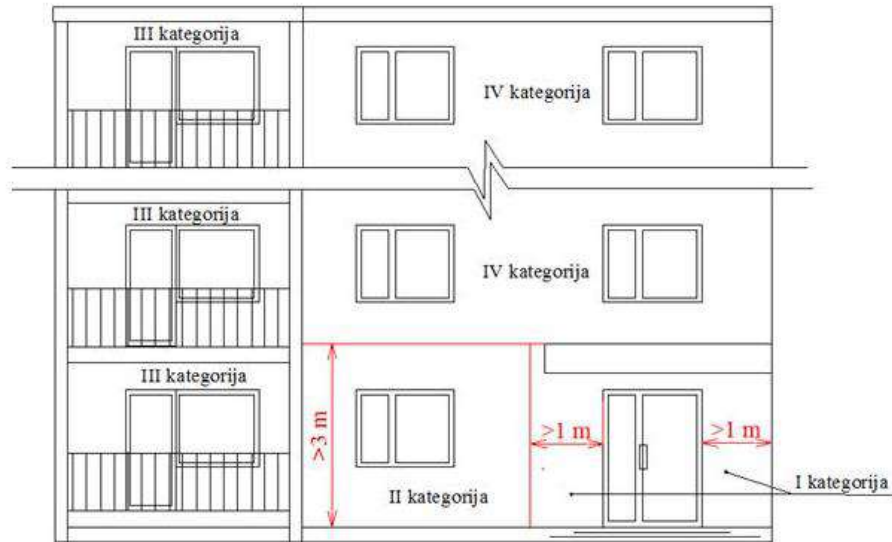 III kategorija
IV kategorija
III kategorija
IV kategorija
III kategorija
>3 m
>1 m
>1 m
I kategorija
II kategorija